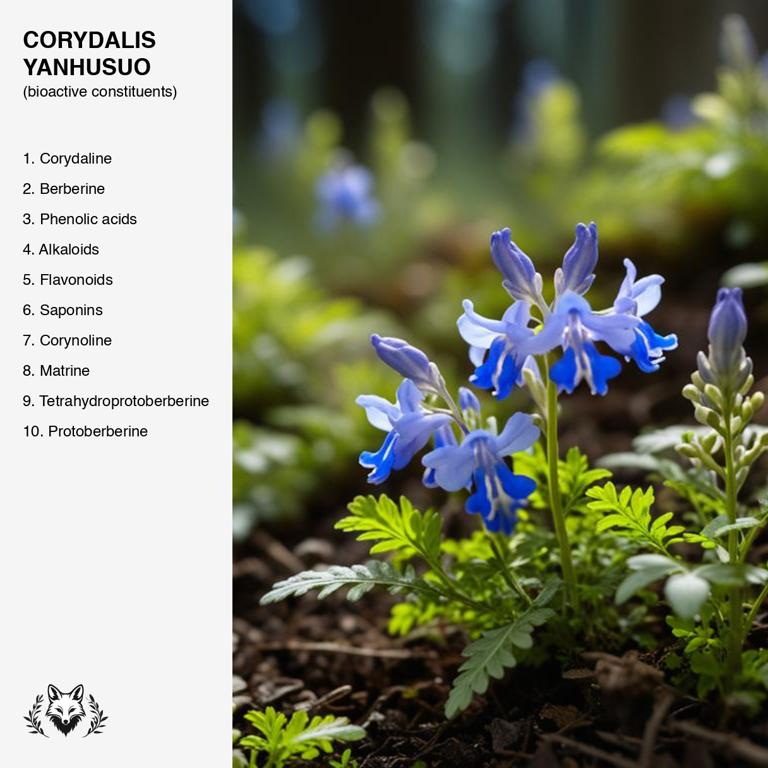 CORYDALIS
YANHUSUO
(bioactive constituents)
1. Corydaline
2. Berberine
3. Phenolic acids
4. Alkaloids
5. Flavonoids
6. Saponins
7. Corynoline
8. Matrine
9. Tetrahydroprotoberberine
10. Protoberberine